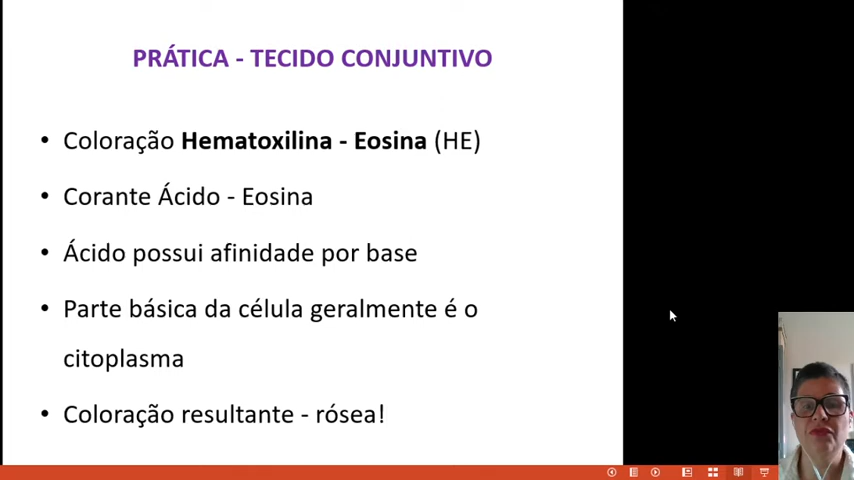 PRÁTICA - TECIDO CONJUNTIVO
• Coloração Hematoxilina - Eosina (HE)
• Corante Ácido - Eosina
• Ácido possui afinidade por base
• Parte básica da célula geralmente é o
citoplasma
• Coloração resultante - rósea!